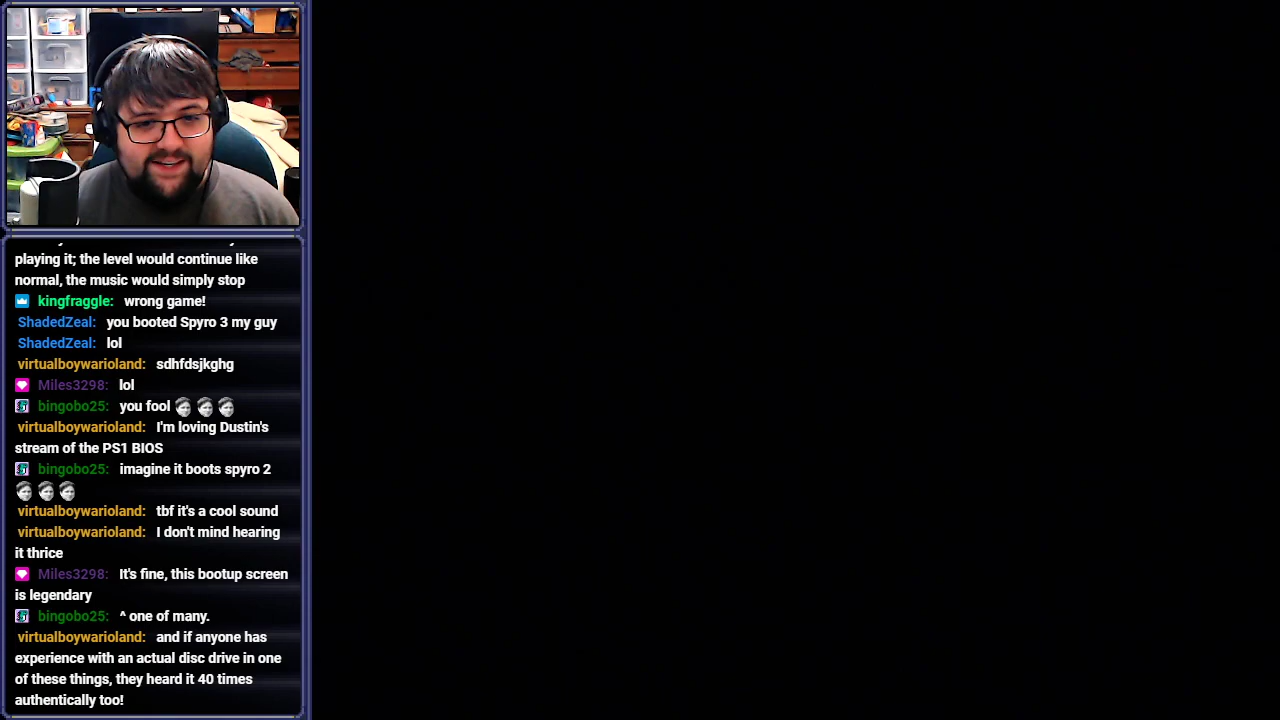 playing it; the level would continue like
normal, the music would simply stop
kingfraggle: wrong game!
ShadedZeal: you booted Spyro 3 my guy
ShadedZeal: lol
virtualboywarioland: sdhfdsjkghg
Miles3298: lol
bingobo25: you fool
virtualboywarioland: I'm loving Dustin's
stream of the PS1 BIOS
bingobo25: imagine it boots spyro 2
virtualboywarioland: tbf it's a cool sound
virtualboywarioland: I don't mind hearing
it thrice
Miles3298: It's fine, this bootup screen
is legendary
bingobo25: ^ one of many.
virtualboywarioland: and if anyone has
experience with an actual disc drive in one
of these things, they heard it 40 times
authentically too!